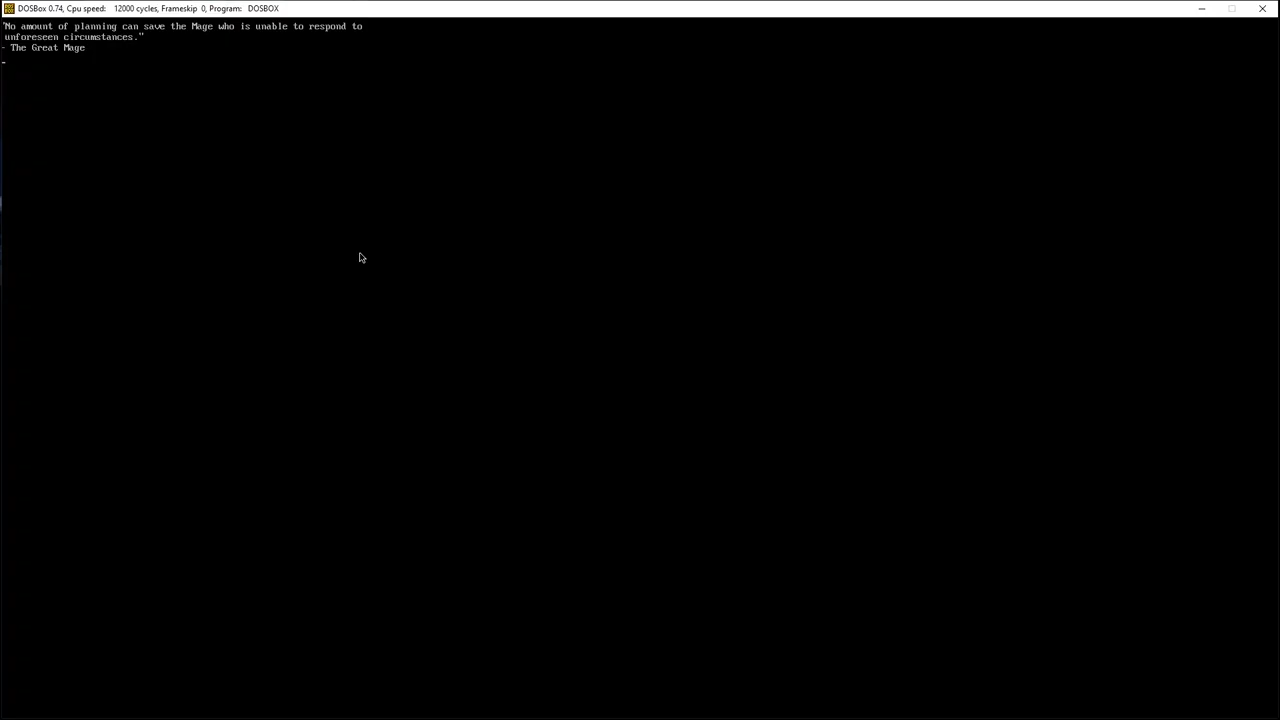 DOSBox 0.74, Cpu speed: 12000 cycles, Frameskip 0, Program: DOSBOX
"No amount of planning can save the Mage who is unable to respond to
unforeseen circumstances."
- The Great Mage